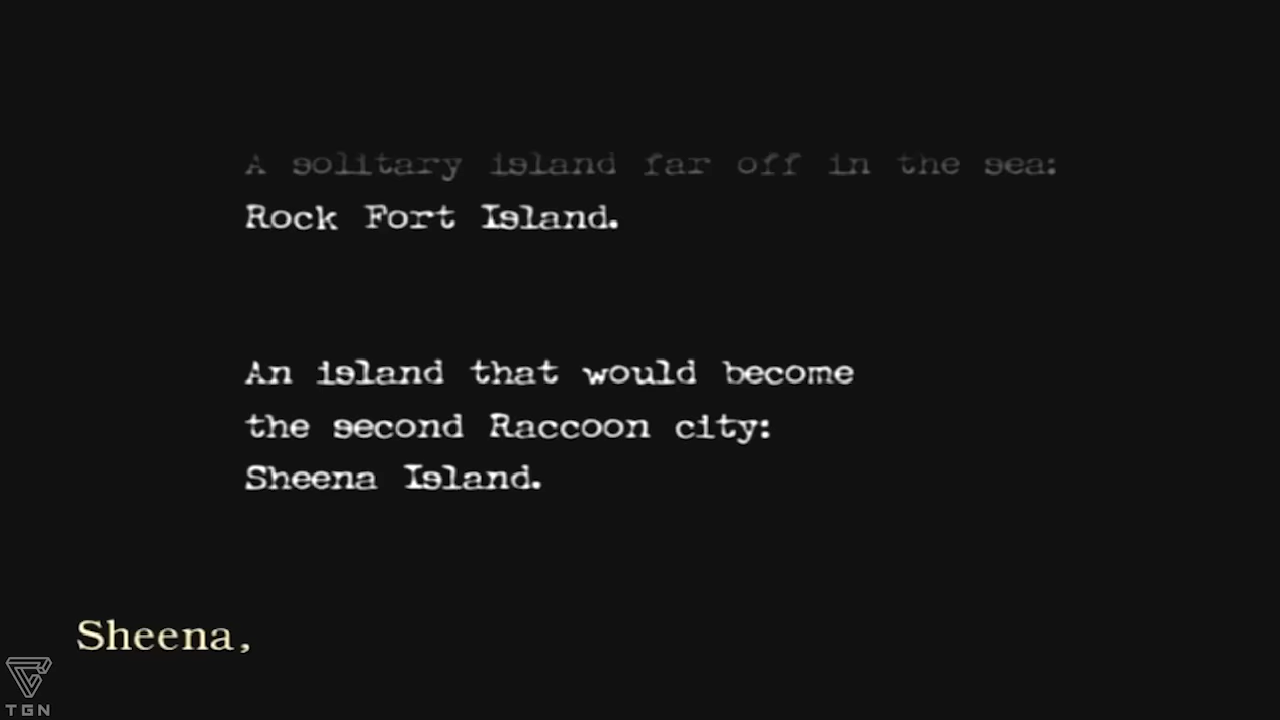 A solitary island far off in the sea:
Rock Fort Island.
An island that would become
the second Raccoon city:
Sheena Island.
Sheena,
TGN